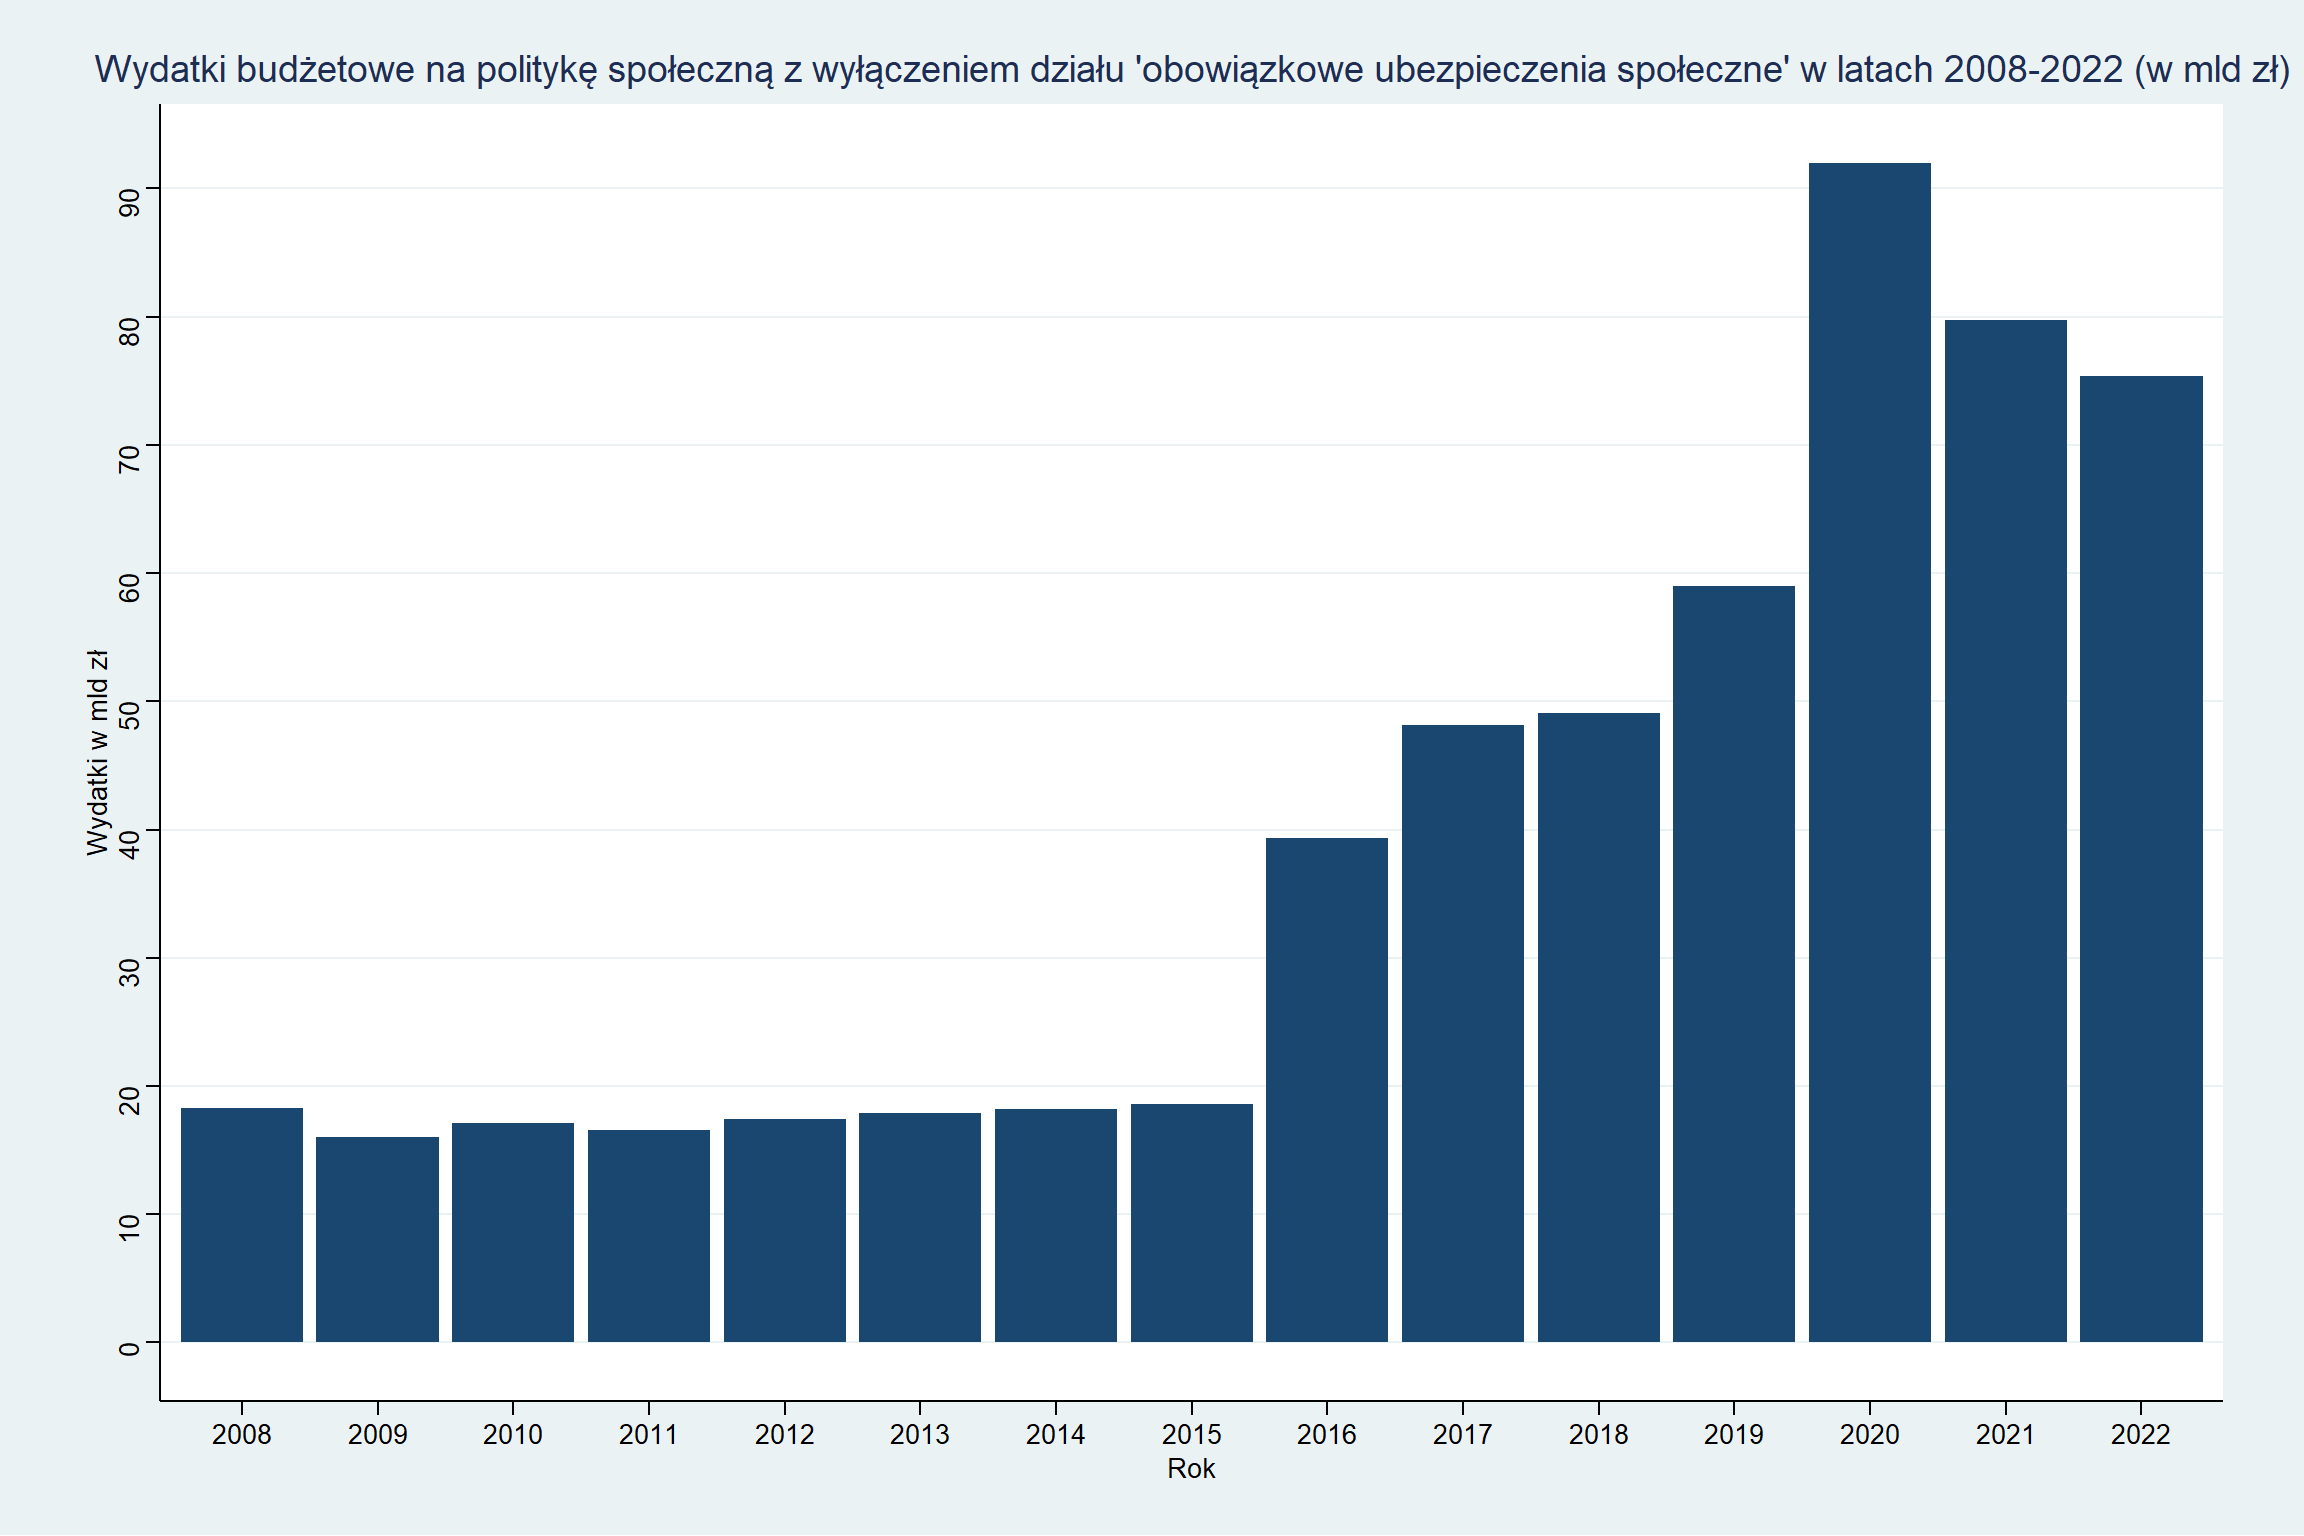 Wydatki budżetowe na politykę społeczną z wyłączeniem działu 'obowiązkowe ubezpieczenia społeczne' w latach 2008-2022 (w mld zł)
Wydatki w mld zł
90
80
70
60
50
40
30
20
10
0
2008 2009 2010 2011 2012 2013 2014 2015 2016 2017 2018 2019 2020 2021 2022
Rok